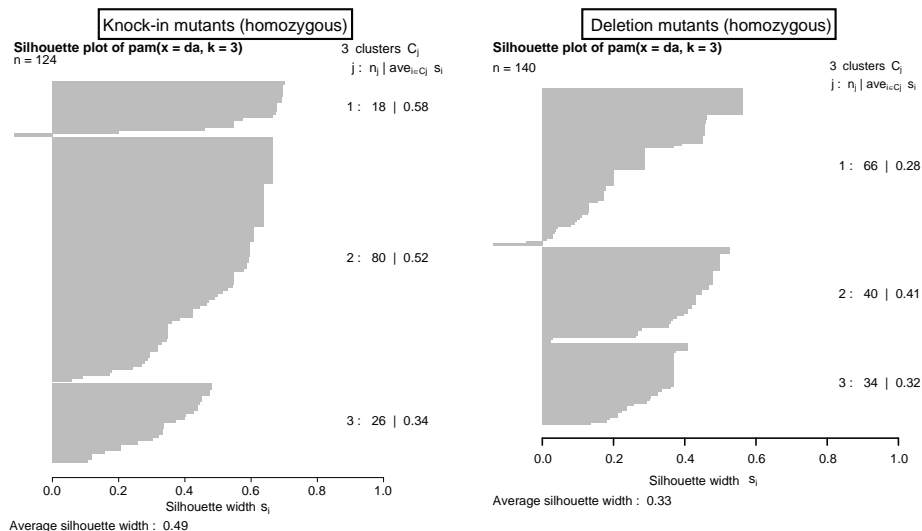 Knock-in mutants (homozygous)
Silhouette plot of pam(x = da, k = 3)
n = 124
3 clusters Cj
j : nj | avei∈Cj si
1 : 18 | 0.58
2 : 80 | 0.52
3 : 26 | 0.34
0.0 0.2 0.4 0.6 0.8 1.0
Silhouette width si
Average silhouette width : 0.49
Deletion mutants (homozygous)
Silhouette plot of pam(x = da, k = 3)
n = 140
3 clusters Cj
j : nj | avei∈Cj si
1 : 66 | 0.28
2 : 40 | 0.41
3 : 34 | 0.32
0.0 0.2 0.4 0.6 0.8 1.0
Silhouette width si
Average silhouette width : 0.33